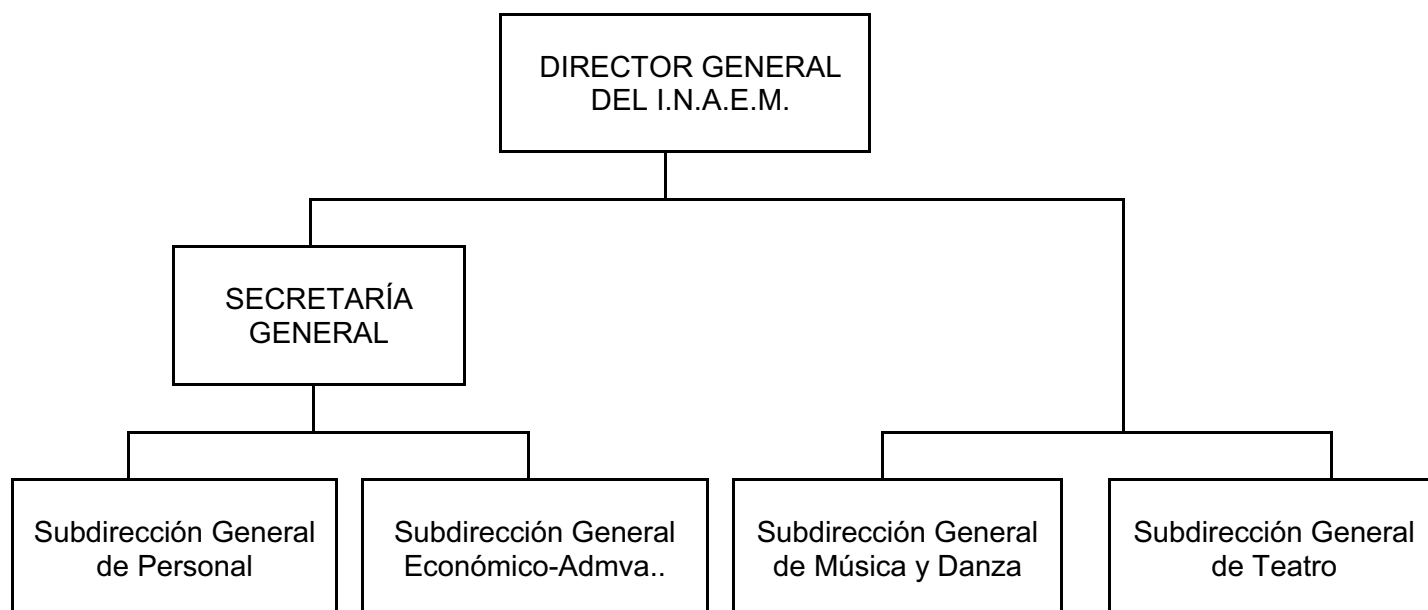 DIRECTOR GENERAL
DEL I.N.A.E.M.
SECRETARÍA
GENERAL
Subdirección General
de Personal
Subdirección General
Económico-Admva..
Subdirección General
de Música y Danza
Subdirección General
de Teatro